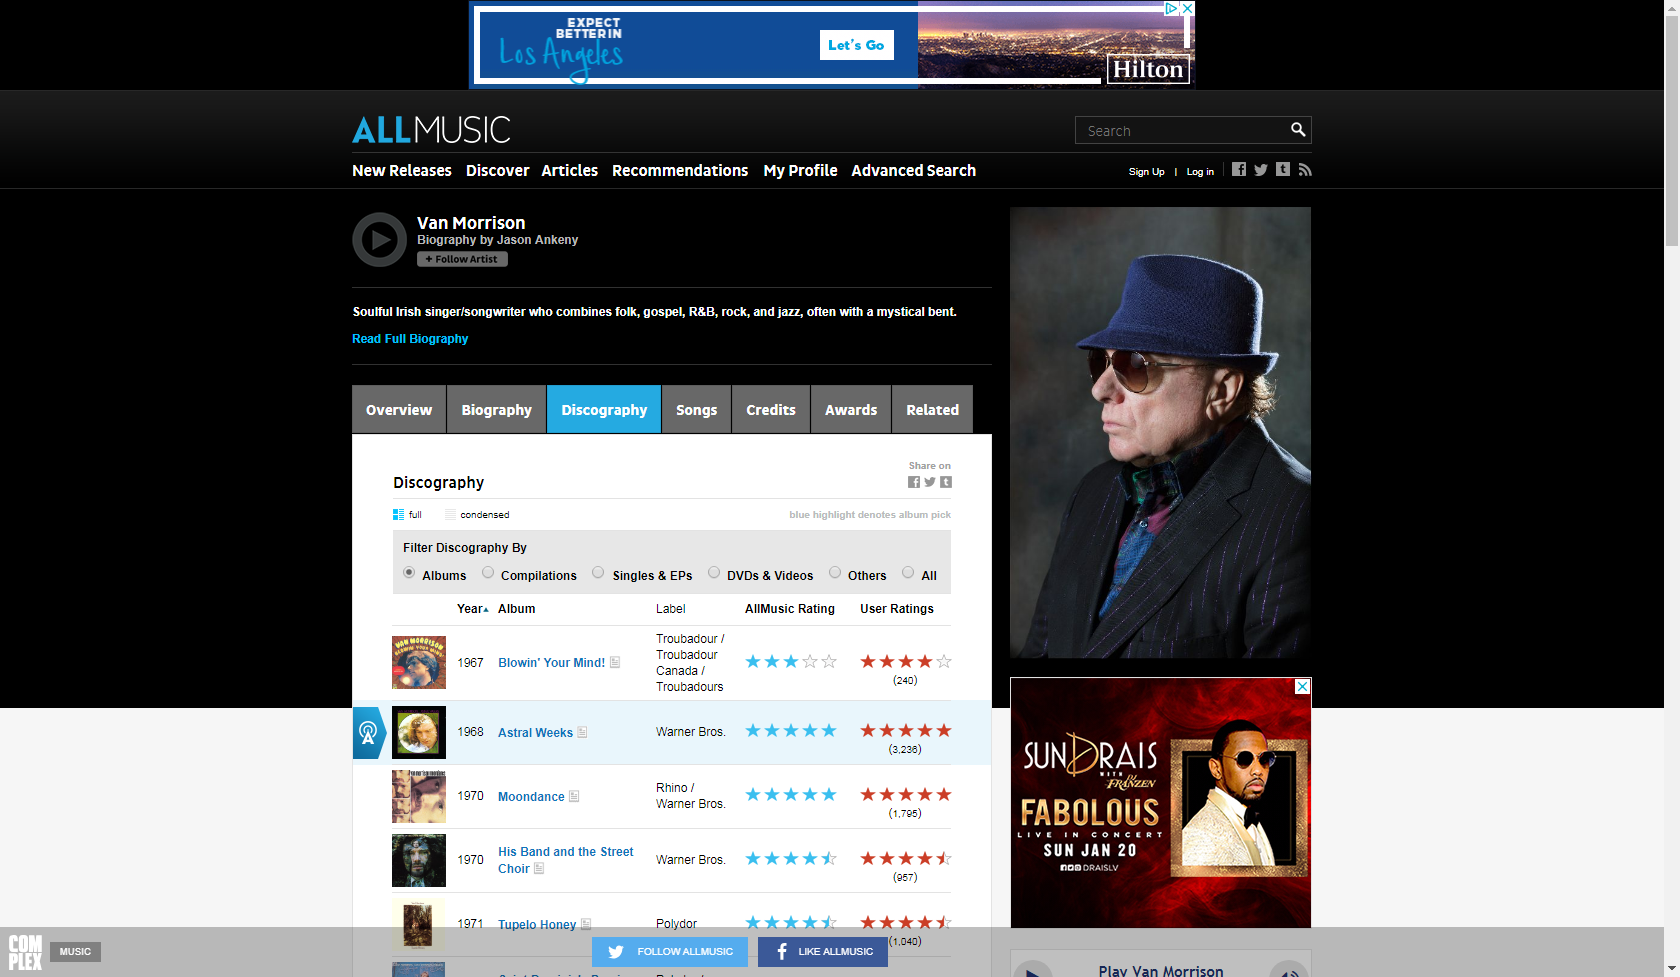 EXPECT
BETTER IN
Los Angeles
Let's Go
Hilton
ALLMUSIC
Search
New Releases Discover Articles Recommendations My Profile Advanced Search
Sign Up | Log in
Van Morrison
Biography by Jason Ankeny
+ Follow Artist
Soulful Irish singer/songwriter who combines folk, gospel, R&B, rock, and jazz, often with a mystical bent.
Read Full Biography
Overview Biography Discography Songs Credits Awards Related
Share on
Discography
full condensed blue highlight denotes album pick
Filter Discography By
Albums Compilations Singles & EPs DVDs & Videos Others All
Year Album Label AllMusic Rating User Ratings
VAN MORRISON
BLOWIN' YOUR MIND!
1967 Blowin' Your Mind! Troubadour /
Troubadour
Canada /
Troubadours
(240)
1968 Astral Weeks Warner Bros.
(3,236)
1970 Moondance Rhino /
Warner Bros.
(1,795)
1970 His Band and the Street
Choir Warner Bros.
(957)
1971 Tupelo Honey Polydor
(1,040)
SUN DRAIS
WITH DJ FRANZEN
FABOLOUS
LIVE IN CONCERT
SUN JAN 20
DRAISLV
Play Van Morrison
COMPLEX
MUSIC
FOLLOW ALLMUSIC
LIKE ALLMUSIC